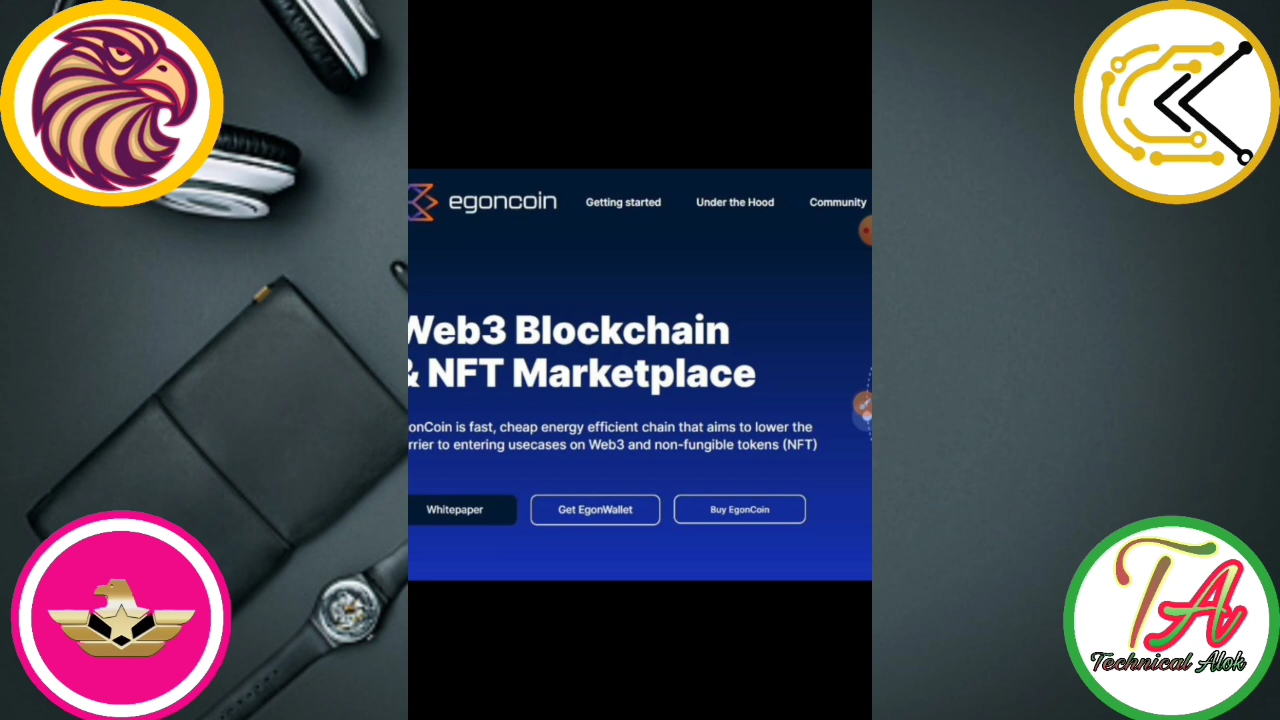 egoncoin Getting started Under the Hood Community
Web3 Blockchain
& NFT Marketplace
onCoin is fast, cheap energy efficient chain that aims to lower the
rrier to entering usecases on Web3 and non-fungible tokens (NFT)
Whitepaper Get EgonWallet Buy EgonCoin
TA
Technical Alok